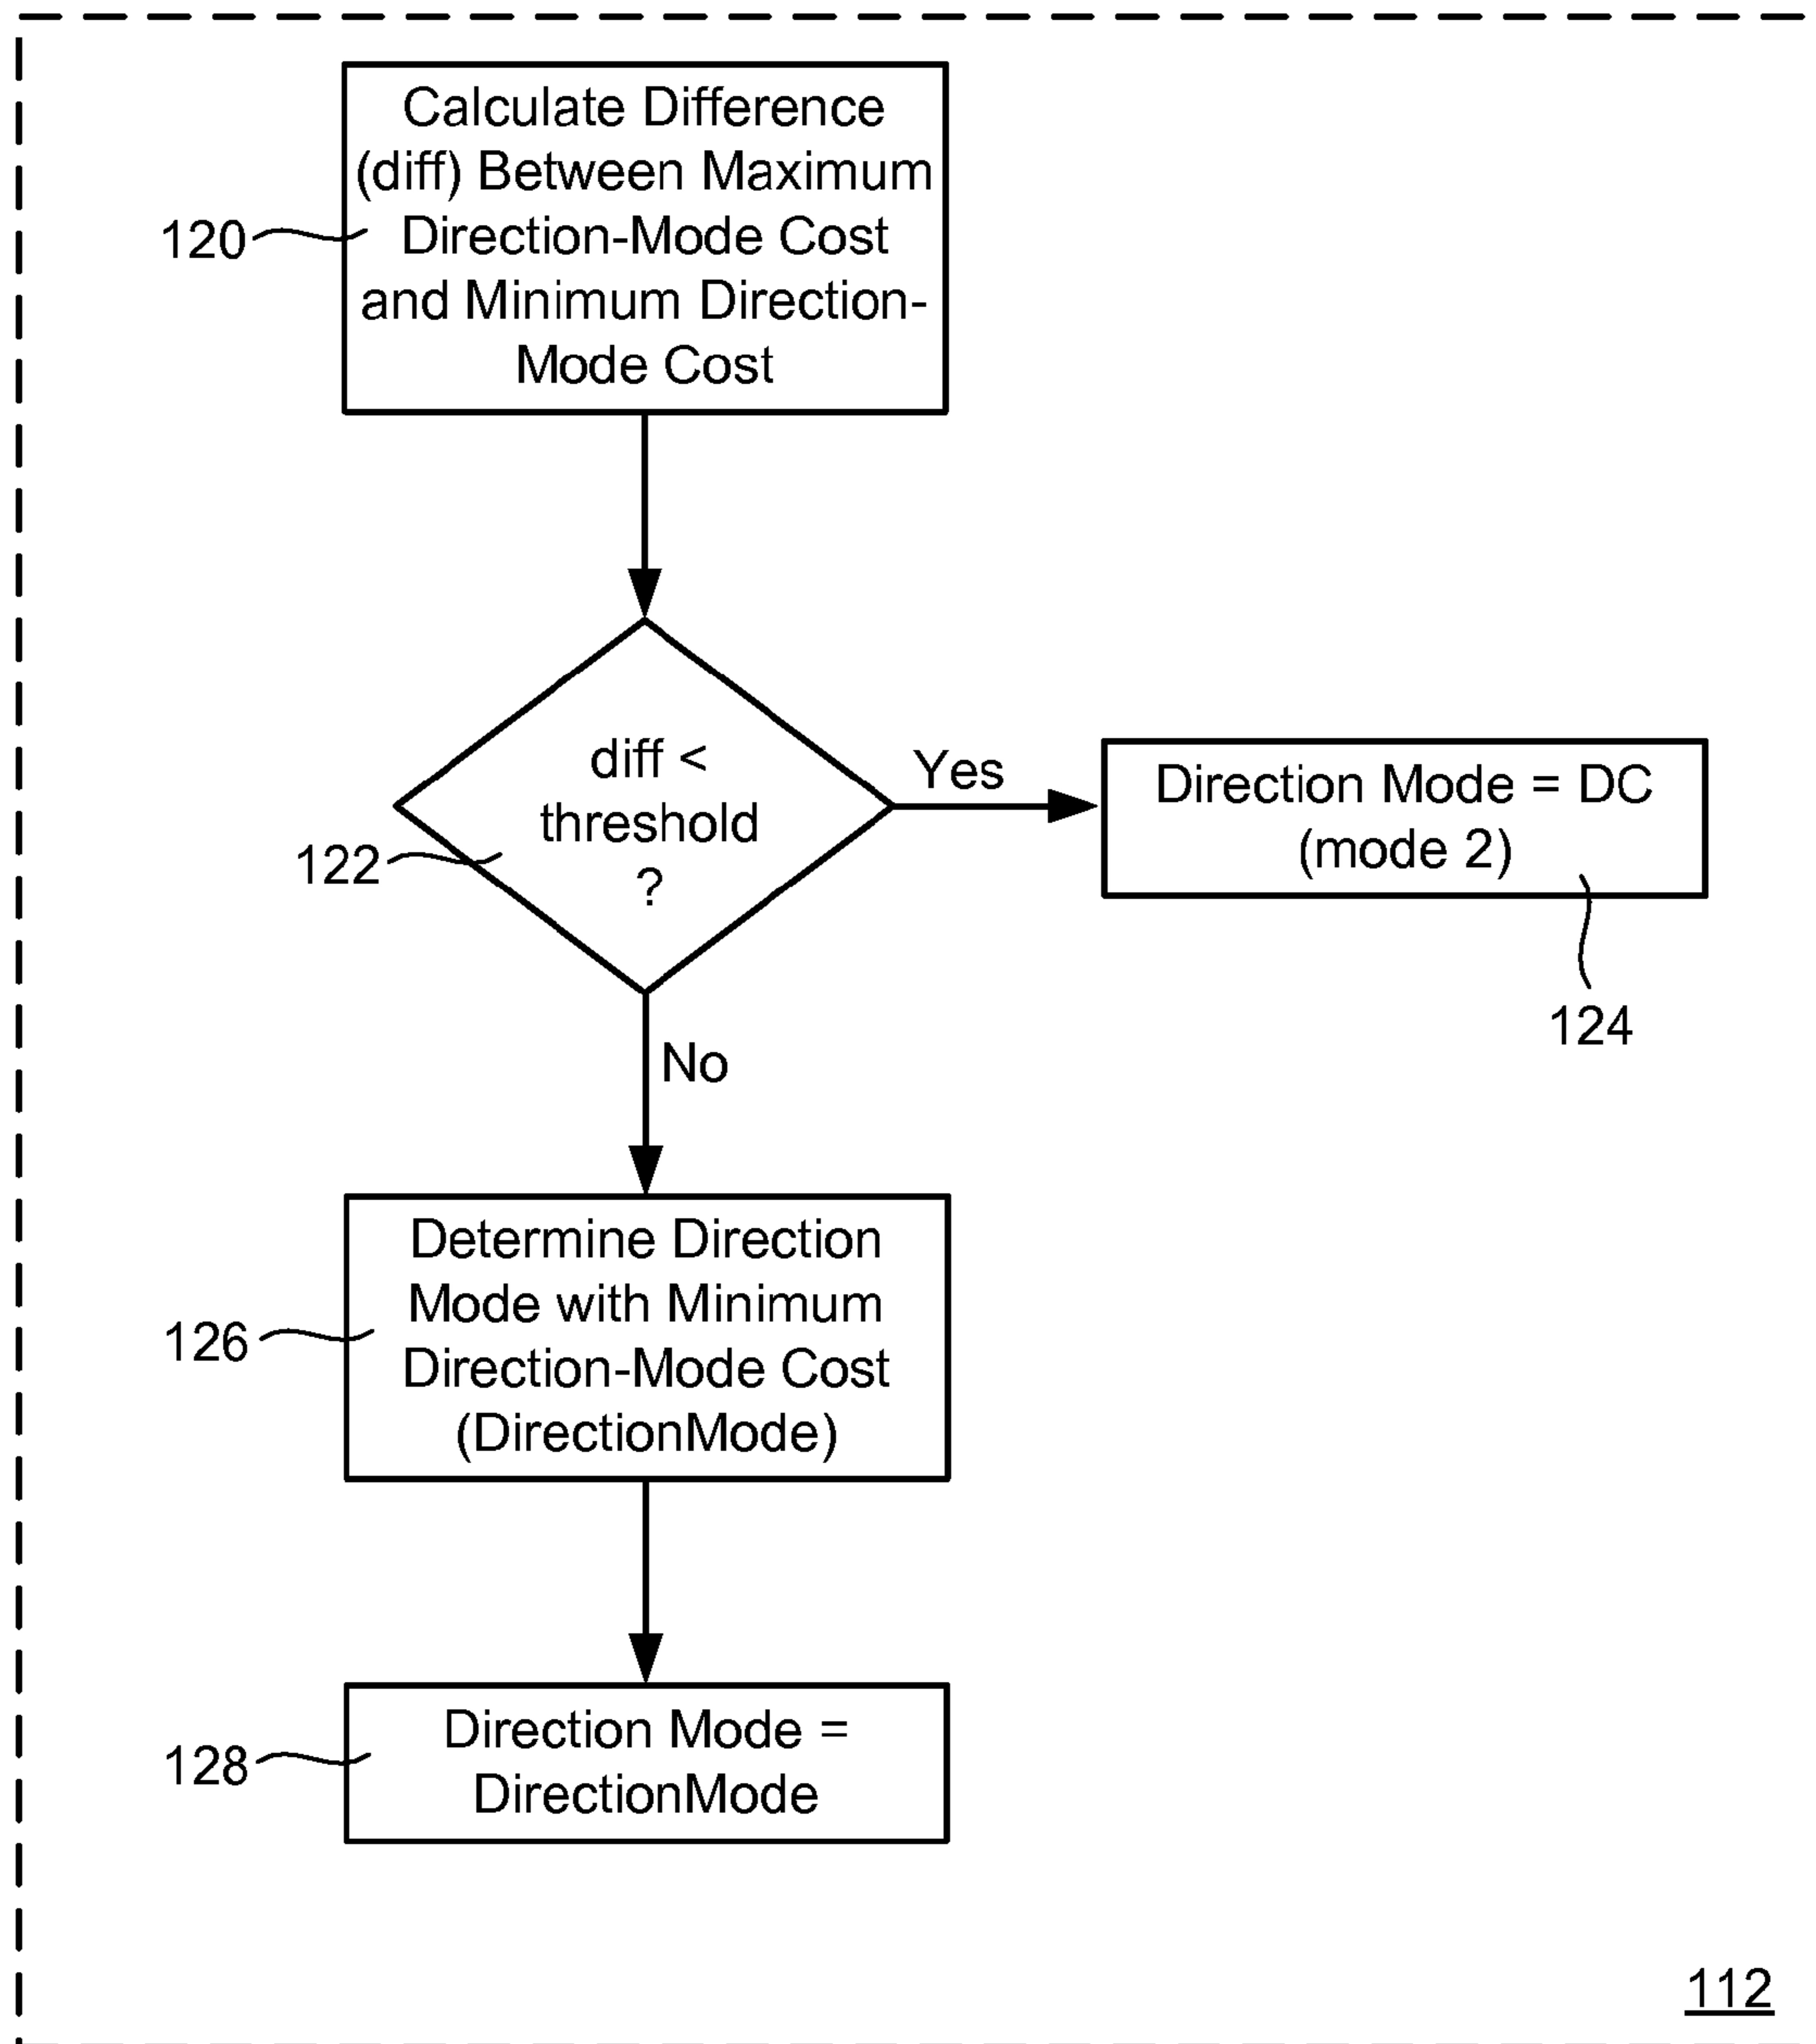 Calculate Difference
(diff) Between Maximum
Direction-Mode Cost
and Minimum Direction-
Mode Cost
120
diff <
threshold
?
122
Yes
Direction Mode = DC
(mode 2)
124
No
Determine Direction
Mode with Minimum
Direction-Mode Cost
(DirectionMode)
126
Direction Mode =
DirectionMode
128
112